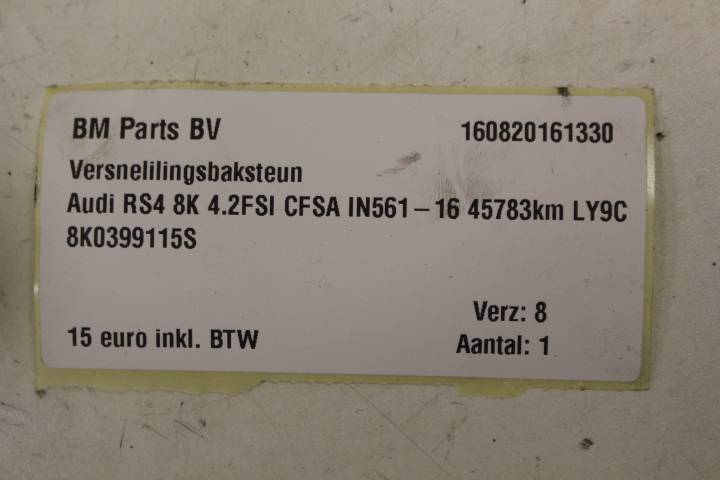 BM Parts BV 160820161330
Versnelilingsbaksteun
Audi RS4 8K 4.2FSI CFSA IN561-16 45783km LY9C
8K0399115S
Verz: 8
15 euro inkl. BTW Aantal: 1